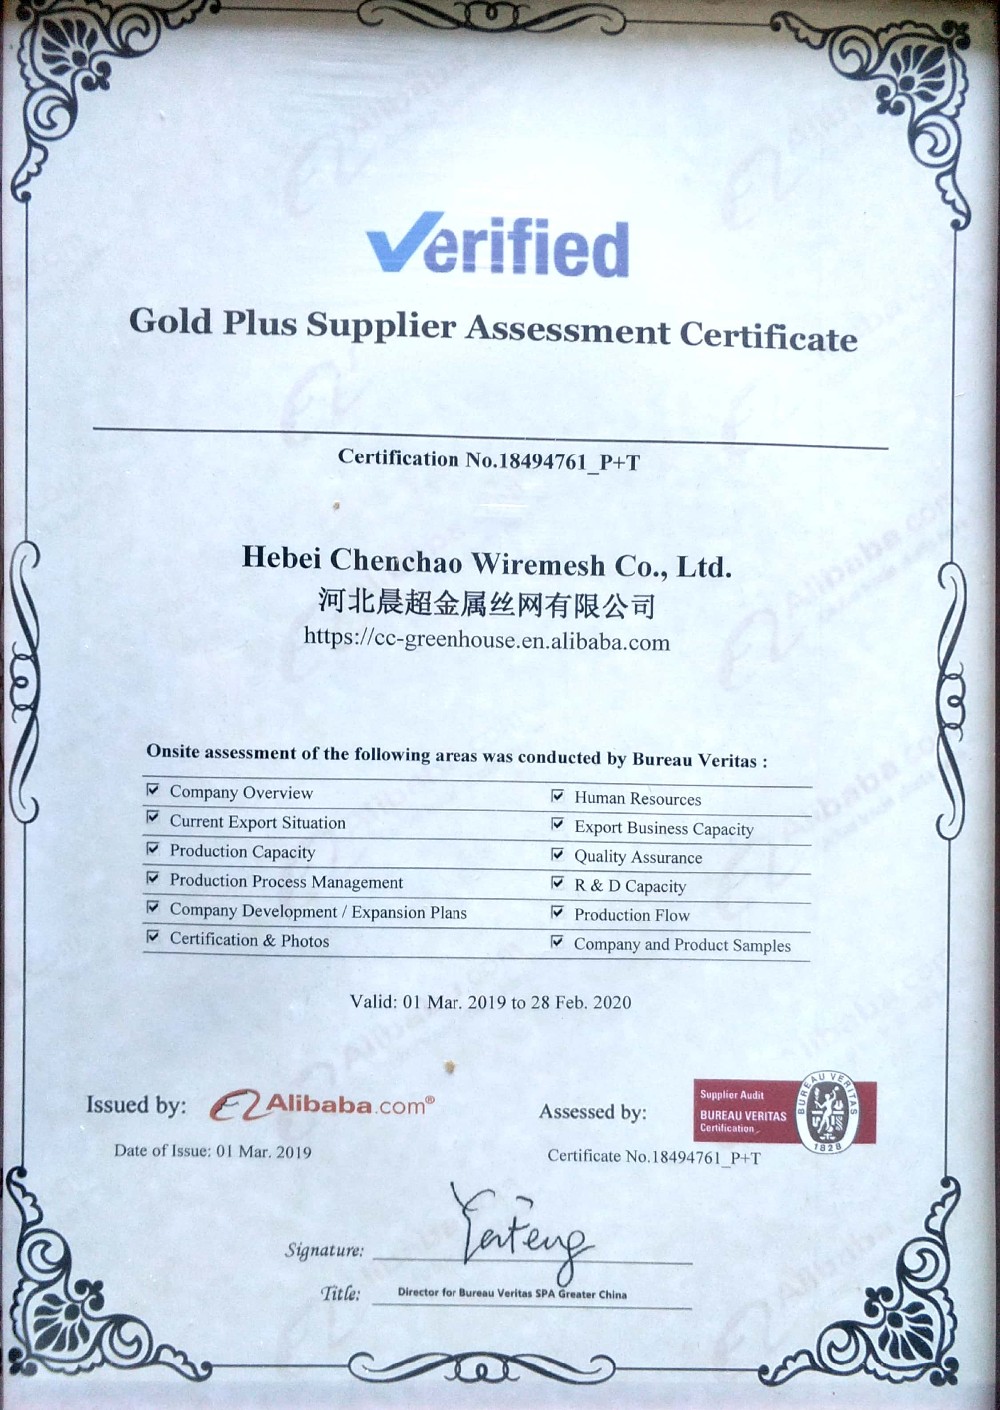 Verified
Gold Plus Supplier Assessment Certificate
Certification No.18494761_P+T
Hebei Chenchao Wiremesh Co., Ltd.
河北晨超金属丝网有限公司
https://cc-greenhouse.en.alibaba.com
Onsite assessment of the following areas was conducted by Bureau Veritas :
Company Overview
Human Resources
Current Export Situation
Export Business Capacity
Production Capacity
Quality Assurance
Production Process Management
R & D Capacity
Company Development / Expansion Plans
Production Flow
Certification & Photos
Company and Product Samples
Valid: 01 Mar. 2019 to 28 Feb. 2020
Issued by:
Alibaba.com®
Assessed by:
Supplier Audit
BUREAU VERITAS
Certification
BUREAU VERITAS
1828
Date of Issue: 01 Mar. 2019
Certificate No.18494761_P+T
Signature:
Title:
Director for Bureau Veritas SPA Greater China